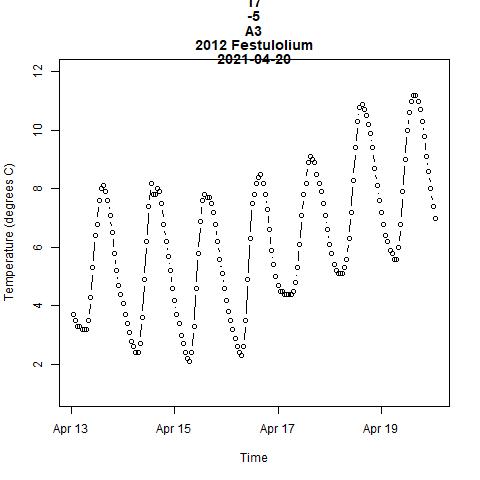 17
-5
A3
2012 Festulolium
2021-04-20
Temperature (degrees C)
12
10
8
6
4
2
Apr 13
Apr 15
Apr 17
Apr 19
Time